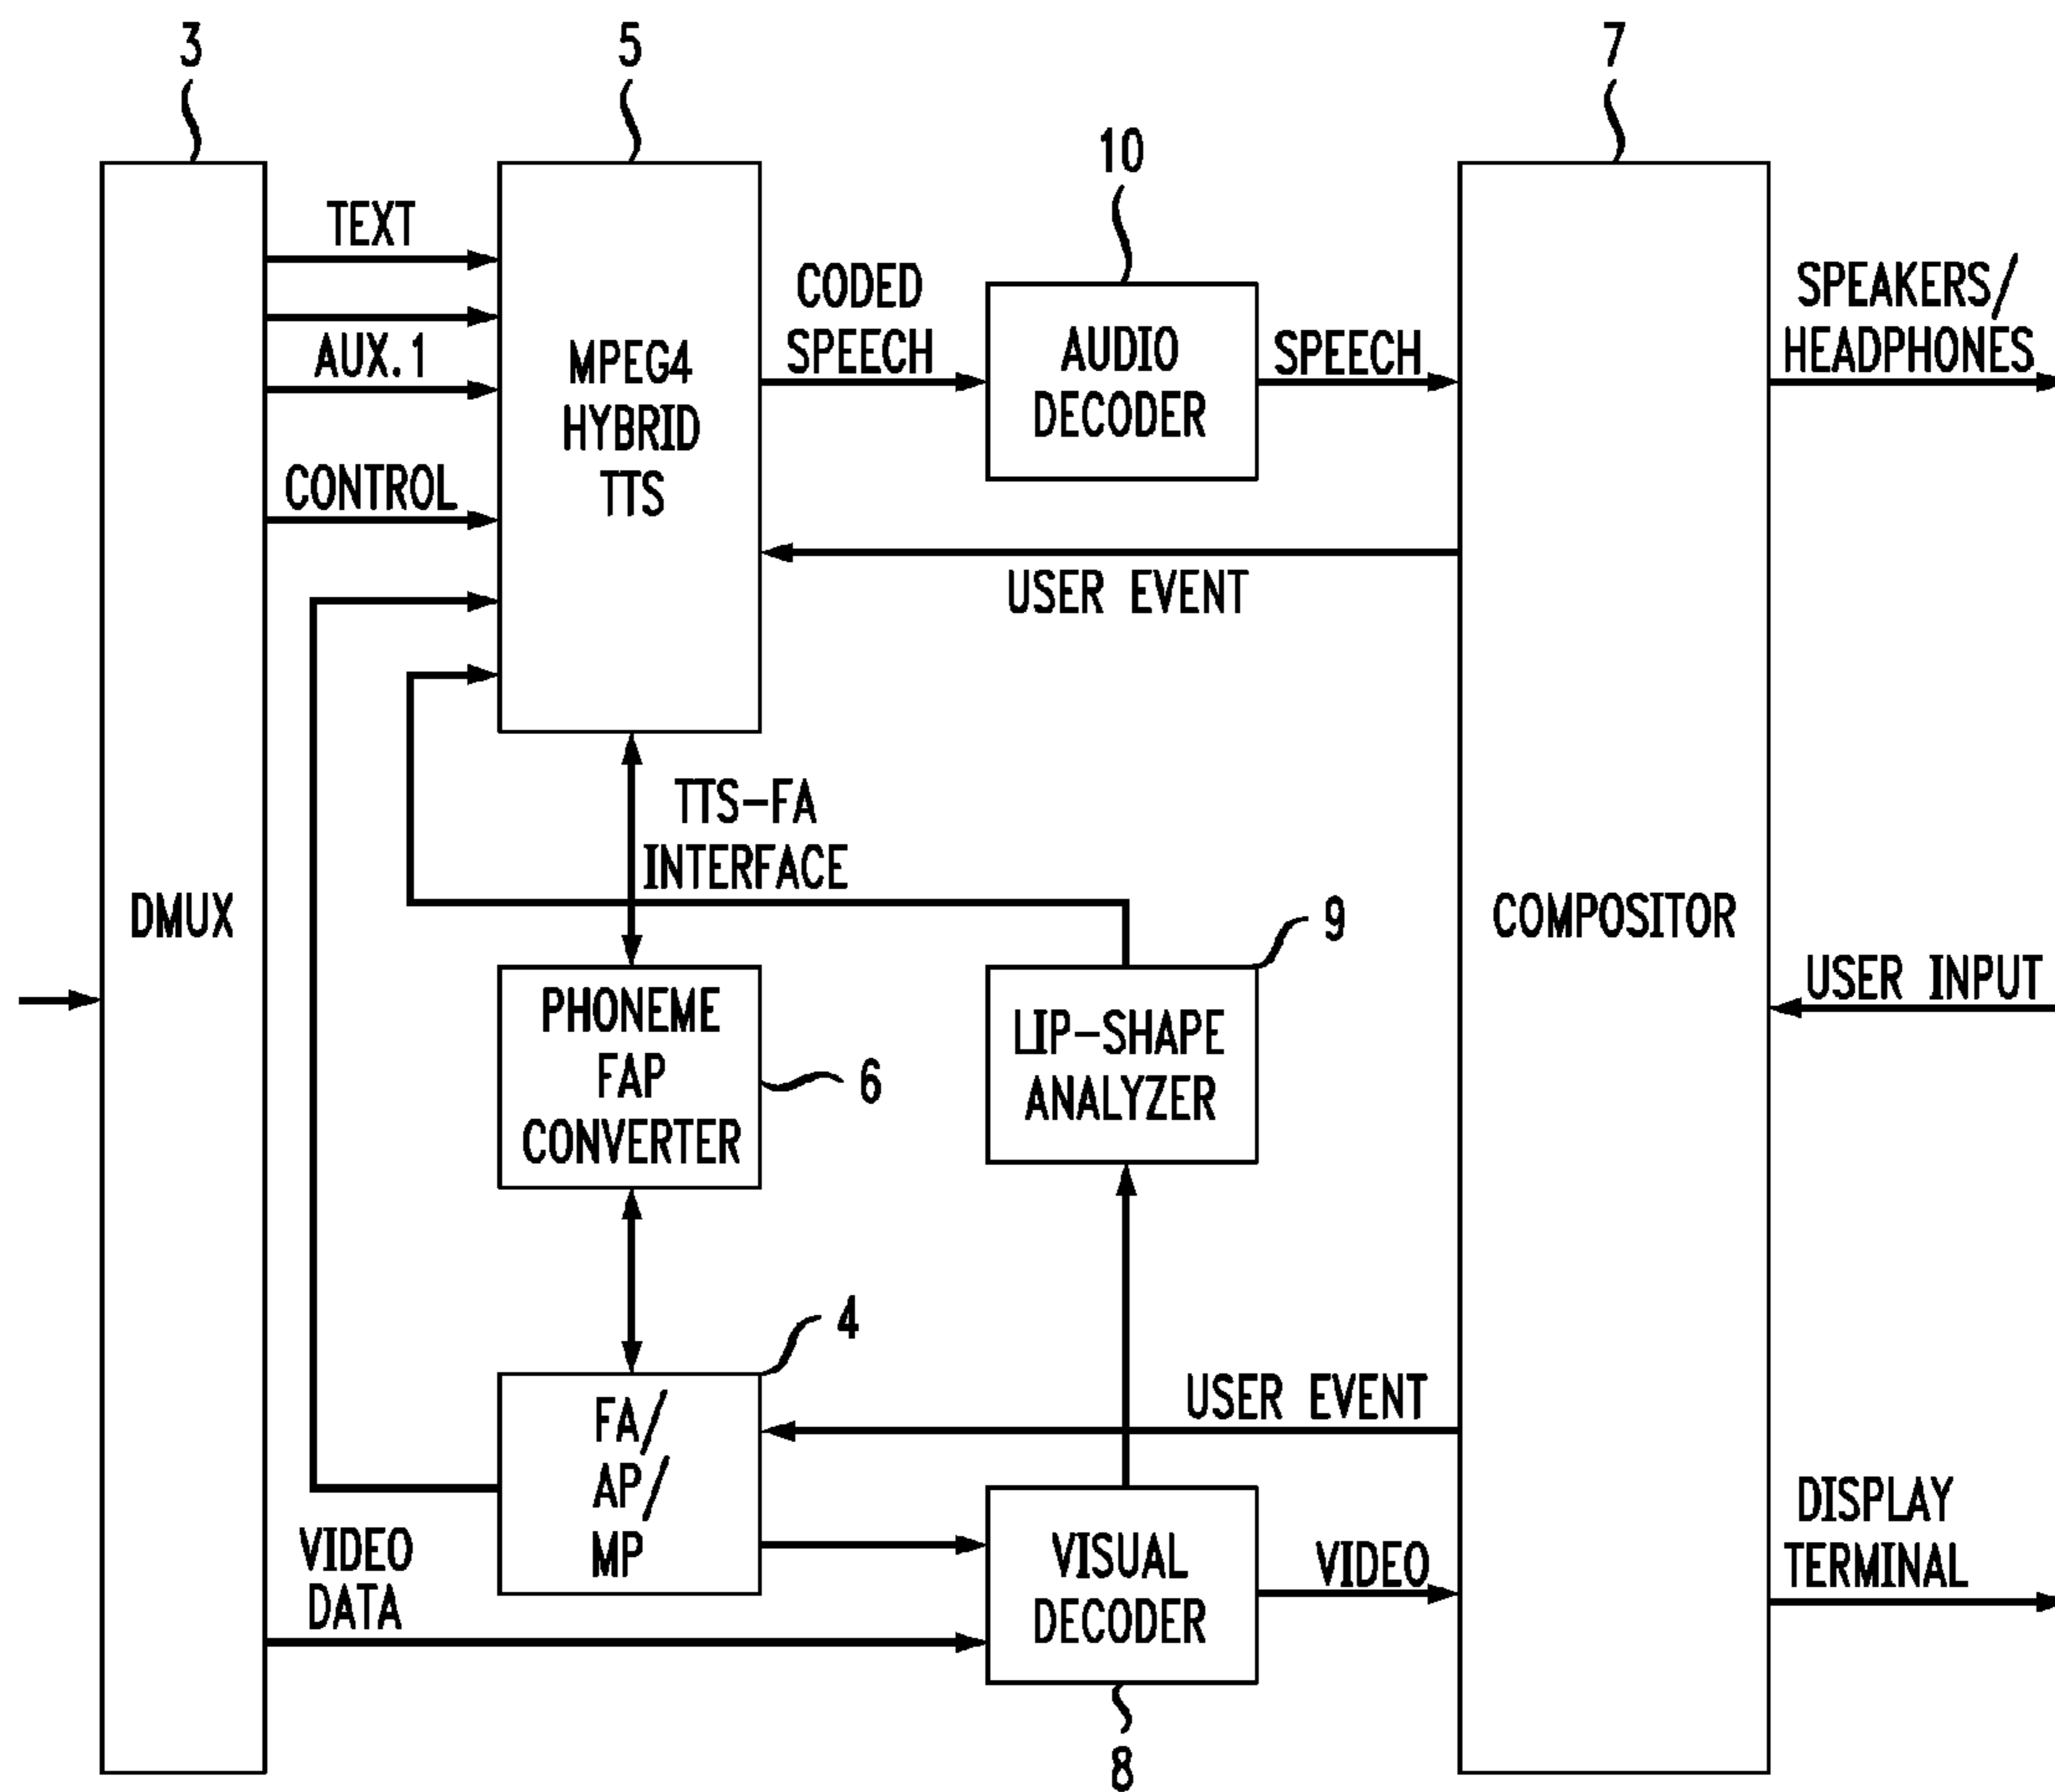 3
5
7
10
TEXT
AUX.1
CONTROL
MPEG4
HYBRID
TTS
CODED
SPEECH
AUDIO
DECODER
SPEECH
SPEAKERS/
HEADPHONES
USER EVENT
TTS-FA
INTERFACE
DMUX
COMPOSITOR
9
PHONEME
FAP
CONVERTER
6
LIP-SHAPE
ANALYZER
USER INPUT
4
FA/
AP/
MP
USER EVENT
VIDEO
DATA
VISUAL
DECODER
VIDEO
DISPLAY
TERMINAL
8